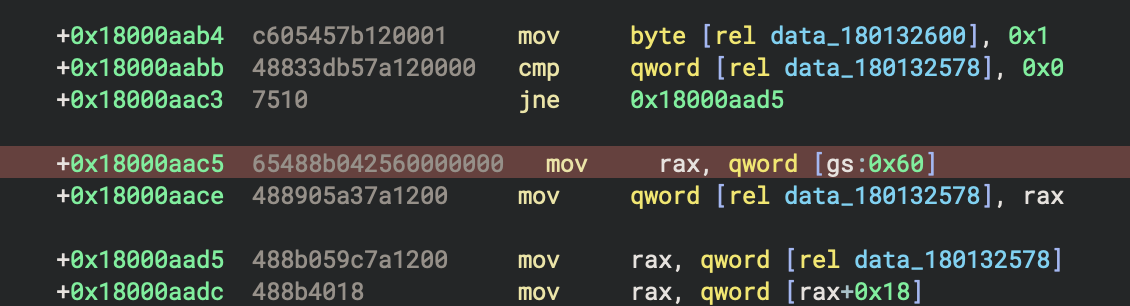 +0x18000aab4 c605457b120001 mov byte [rel data_180132600], 0x1
+0x18000aabb 48833db57a120000 cmp qword [rel data_180132578], 0x0
+0x18000aac3 7510 jne 0x18000aad5
+0x18000aac5 65488b042560000000 mov rax, qword [gs:0x60]
+0x18000aace 488905a37a1200 mov qword [rel data_180132578], rax
+0x18000aad5 488b059c7a1200 mov rax, qword [rel data_180132578]
+0x18000aadc 488b4018 mov rax, qword [rax+0x18]